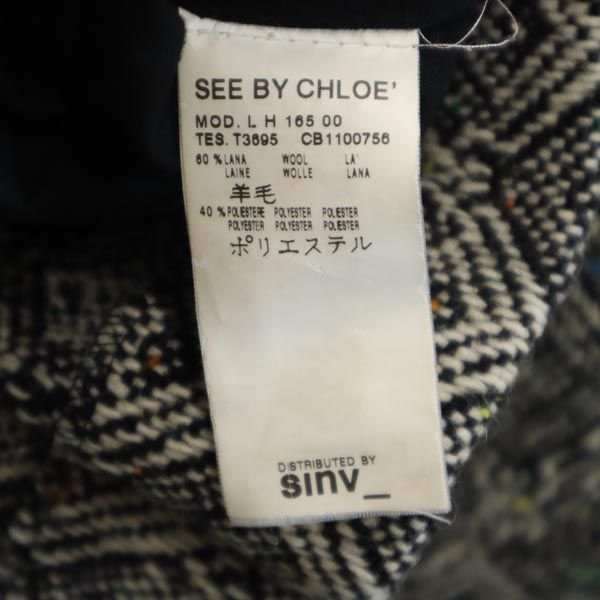 SEE BY CHLOE'
MOD. L H 165 00
TES. T3695 CB1100756
60 % LANA WOOL LA'
LAINE WOLLE LANA
羊毛
40 % POLIESTERE POLYESTER POLYESTER
POLYESTER POLYESTER POLIESTER
ポリエステル
DISTRIBUTED BY
sinv_